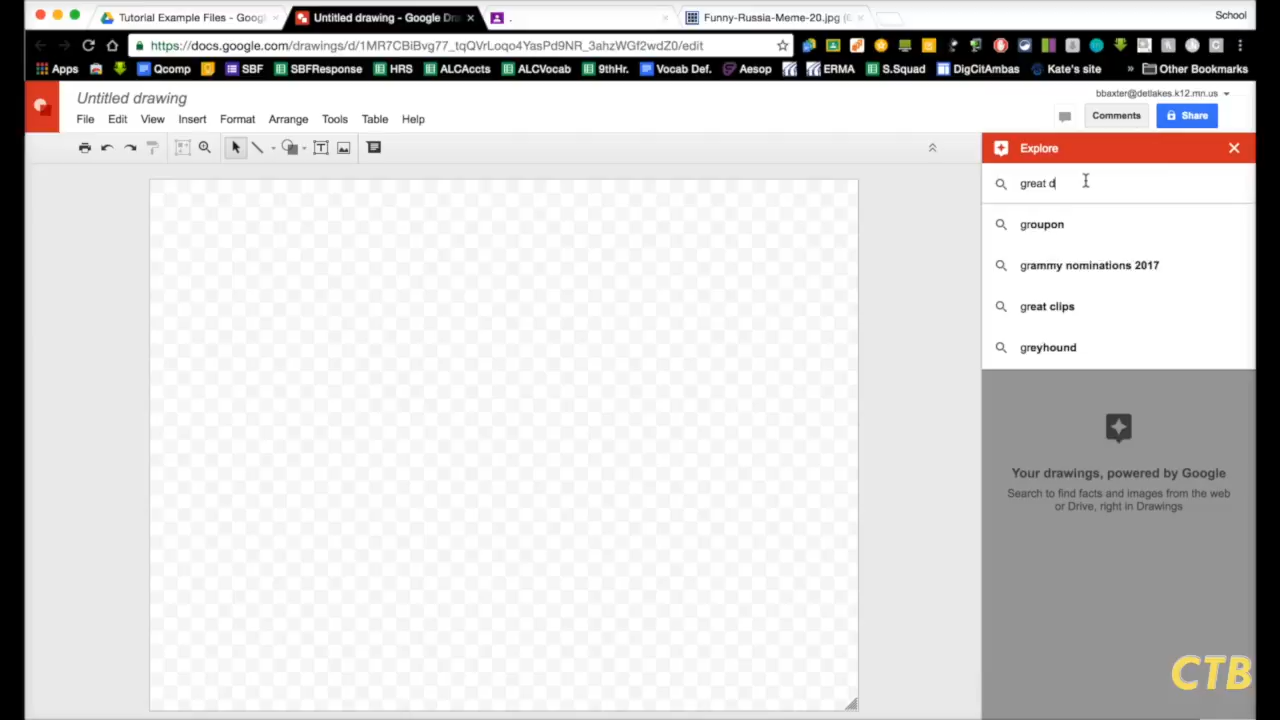 Tutorial Example Files - Googl
Untitled drawing - Google Dra
.
Funny-Russia-Meme-20.jpg (6
School
https://docs.google.com/drawings/d/1MR7CBiBvg77_tqQVrLoqo4YasPd9NR_3ahzWGf2wdZ0/edit
Apps Qcomp SBF SBFResponse HRS ALCAccts ALCVocab 9thHr. Vocab Def. Aesop ERMA S.Squad DigCitAmbas Kate's site » Other Bookmarks
Untitled drawing
bbaxter@detlakes.k12.mn.us
File Edit View Insert Format Arrange Tools Table Help
Comments
Share
Explore
great d
groupon
grammy nominations 2017
great clips
greyhound
Your drawings, powered by Google
Search to find facts and images from the web
or Drive, right in Drawings
CTB